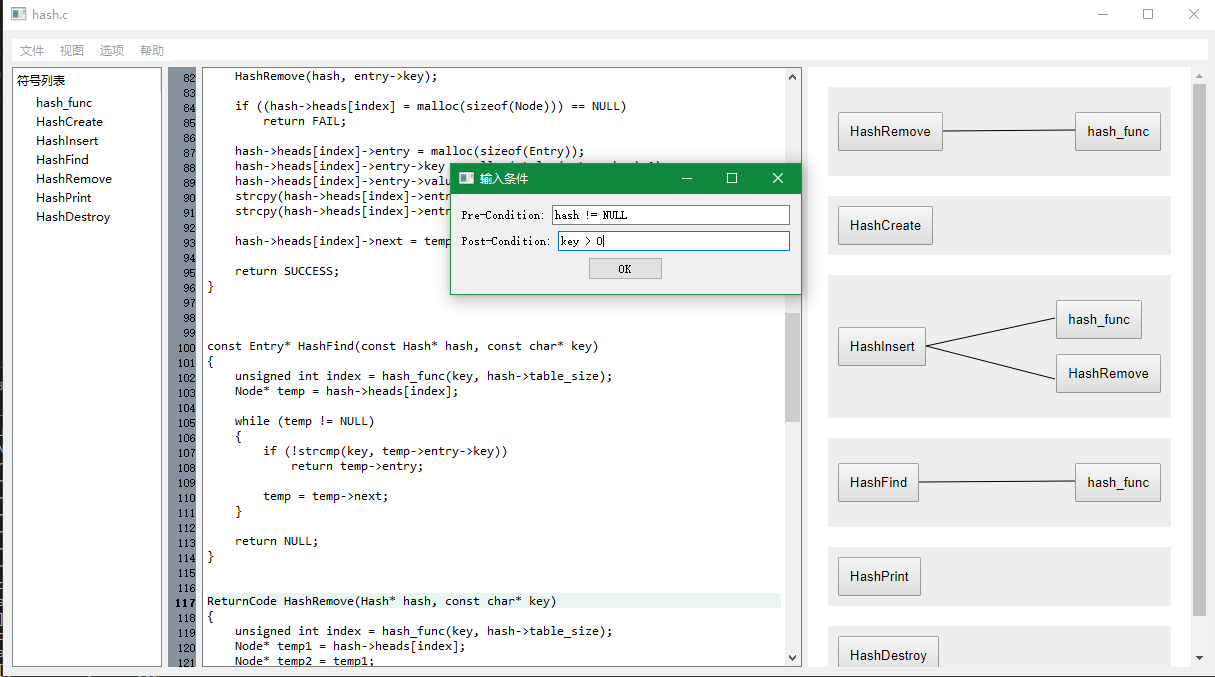 hash.c
文件 视图 选项 帮助
符号列表
hash_func
HashCreate
HashInsert
HashFind
HashRemove
HashPrint
HashDestroy
82 HashRemove(hash, entry->key);
83
84 if ((hash->heads[index] = malloc(sizeof(Node))) == NULL)
85 return FAIL;
86
87 hash->heads[index]->entry = malloc(sizeof(Entry));
88 hash->heads[index]->entry->key
89 hash->heads[index]->entry->valu
90 strcpy(hash->heads[index]->entr
91 strcpy(hash->heads[index]->entr
92
93 hash->heads[index]->next = temp
94
95 return SUCCESS;
96 }
97
98
99
100 const Entry* HashFind(const Hash* hash, const char* key)
101 {
102 unsigned int index = hash_func(key, hash->table_size);
103 Node* temp = hash->heads[index];
104
105 while (temp != NULL)
106 {
107 if (!strcmp(key, temp->entry->key))
108 return temp->entry;
109
110 temp = temp->next;
111 }
112
113 return NULL;
114 }
115
116
117 ReturnCode HashRemove(Hash* hash, const char* key)
118 {
119 unsigned int index = hash_func(key, hash->table_size);
120 Node* temp1 = hash->heads[index];
121 Node* temp2 = temp1;
输入条件
Pre-Condition: hash != NULL
Post-Condition: key > 0
OK
HashRemove hash_func
HashCreate
hash_func
HashInsert
HashRemove
HashFind hash_func
HashPrint
HashDestroy